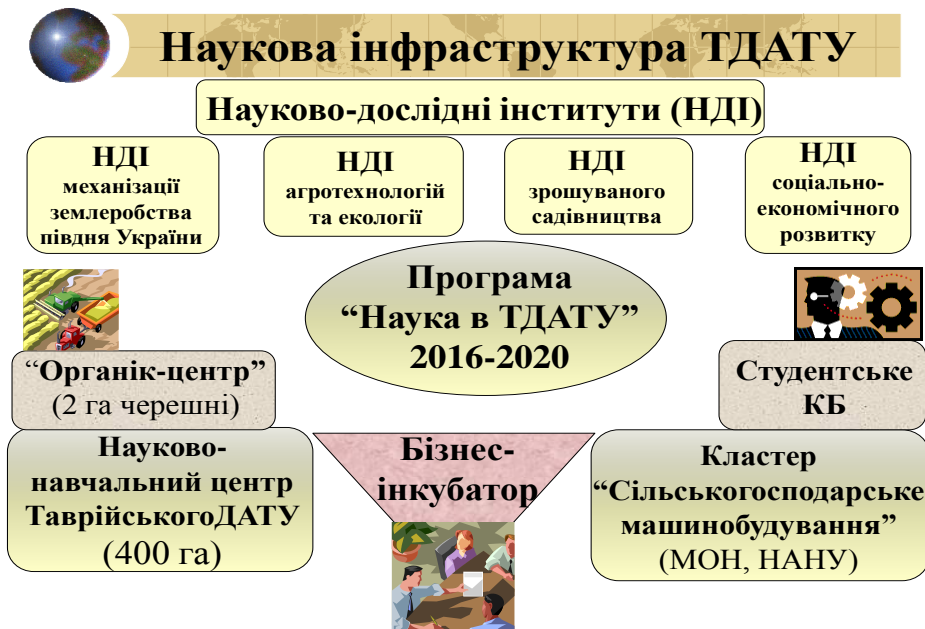 Наукова інфраструктура ТДАТУ
Науково-дослідні інститути (НДІ)
НДІ
механізації
землеробства
півдня України
НДІ
агротехнологій
та екології
НДІ
зрошуваного
садівництва
НДІ
соціально-
економічного
розвитку
Програма
“Наука в ТДАТУ”
2016-2020
“Органік-центр”
(2 га черешні)
Студентське
КБ
Науково-
навчальний центр
ТаврійськогоДАТУ
(400 га)
Бізнес-
інкубатор
Кластер
“Сільськогосподарське
машинобудування”
(МОН, НАНУ)